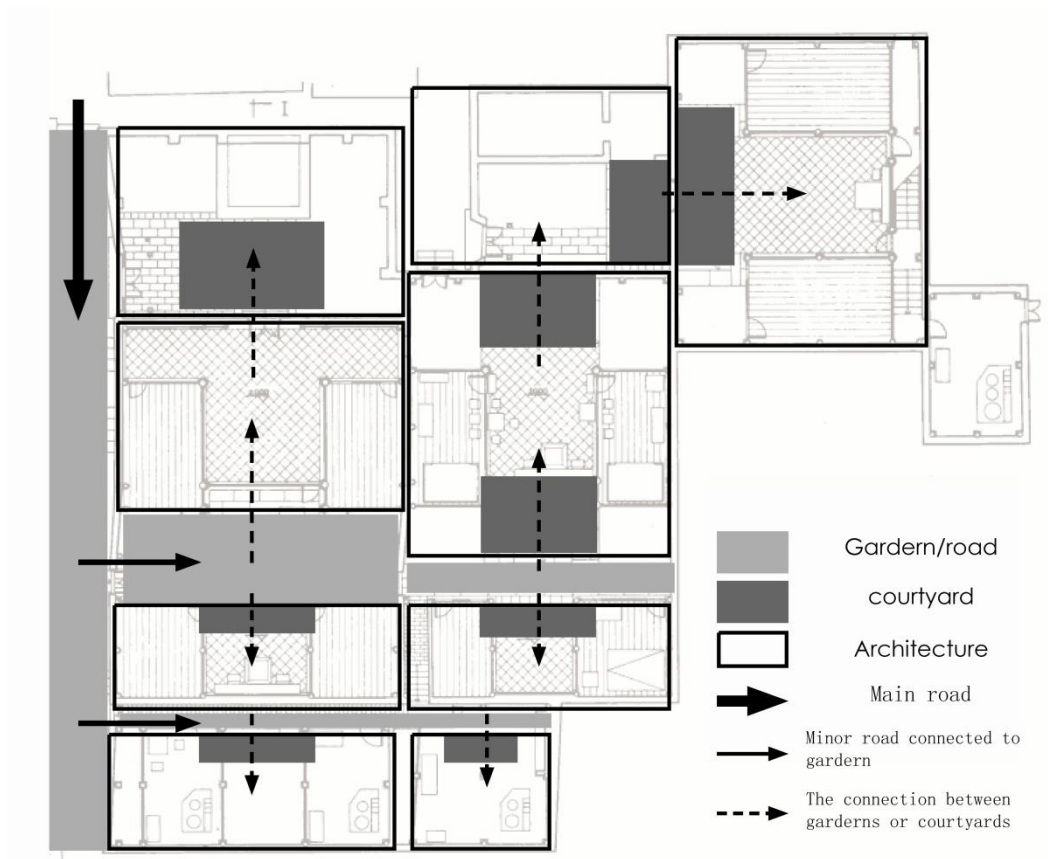 I
Gardern/road
courtyard
Architecture
Main road
Minor road connected to
gardern
The connection between
garderns or courtyards